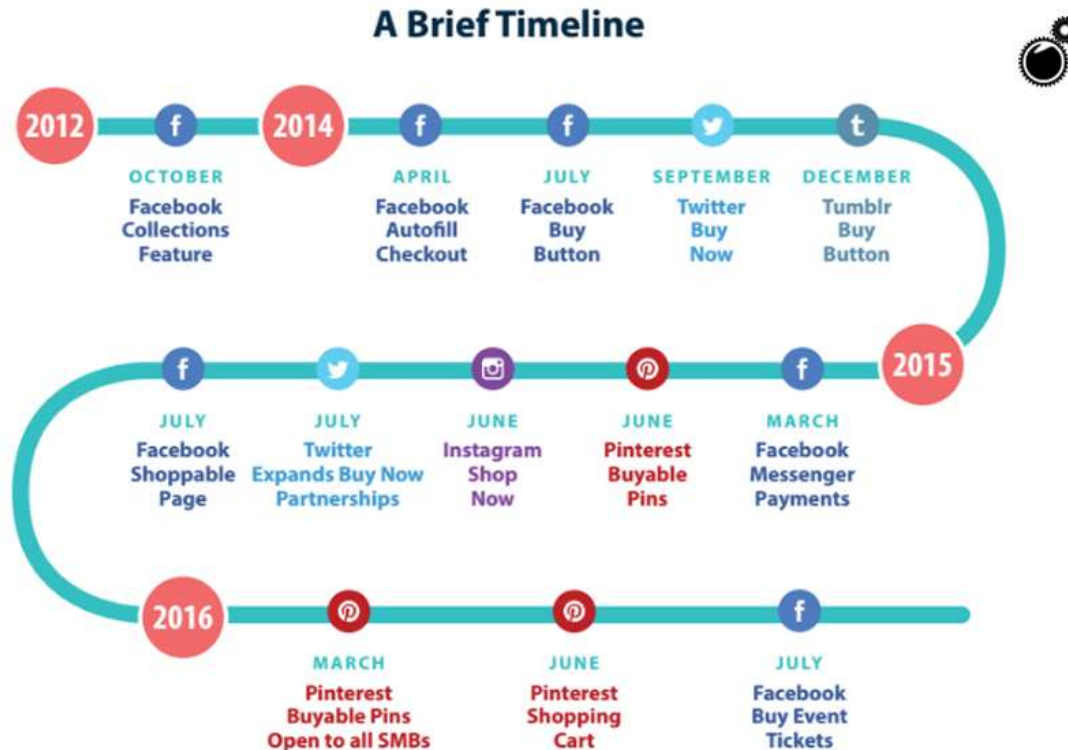 A Brief Timeline
2012
2014
OCTOBER
Facebook
Collections
Feature
APRIL
Facebook
Autofill
Checkout
JULY
Facebook
Buy
Button
SEPTEMBER
Twitter
Buy
Now
DECEMBER
Tumblr
Buy
Button
2015
MARCH
Facebook
Messenger
Payments
JUNE
Pinterest
Buyable
Pins
JUNE
Instagram
Shop
Now
JULY
Twitter
Expands Buy Now
Partnerships
JULY
Facebook
Shoppable
Page
2016
MARCH
Pinterest
Buyable Pins
Open to all SMBs
JUNE
Pinterest
Shopping
Cart
JULY
Facebook
Buy Event
Tickets